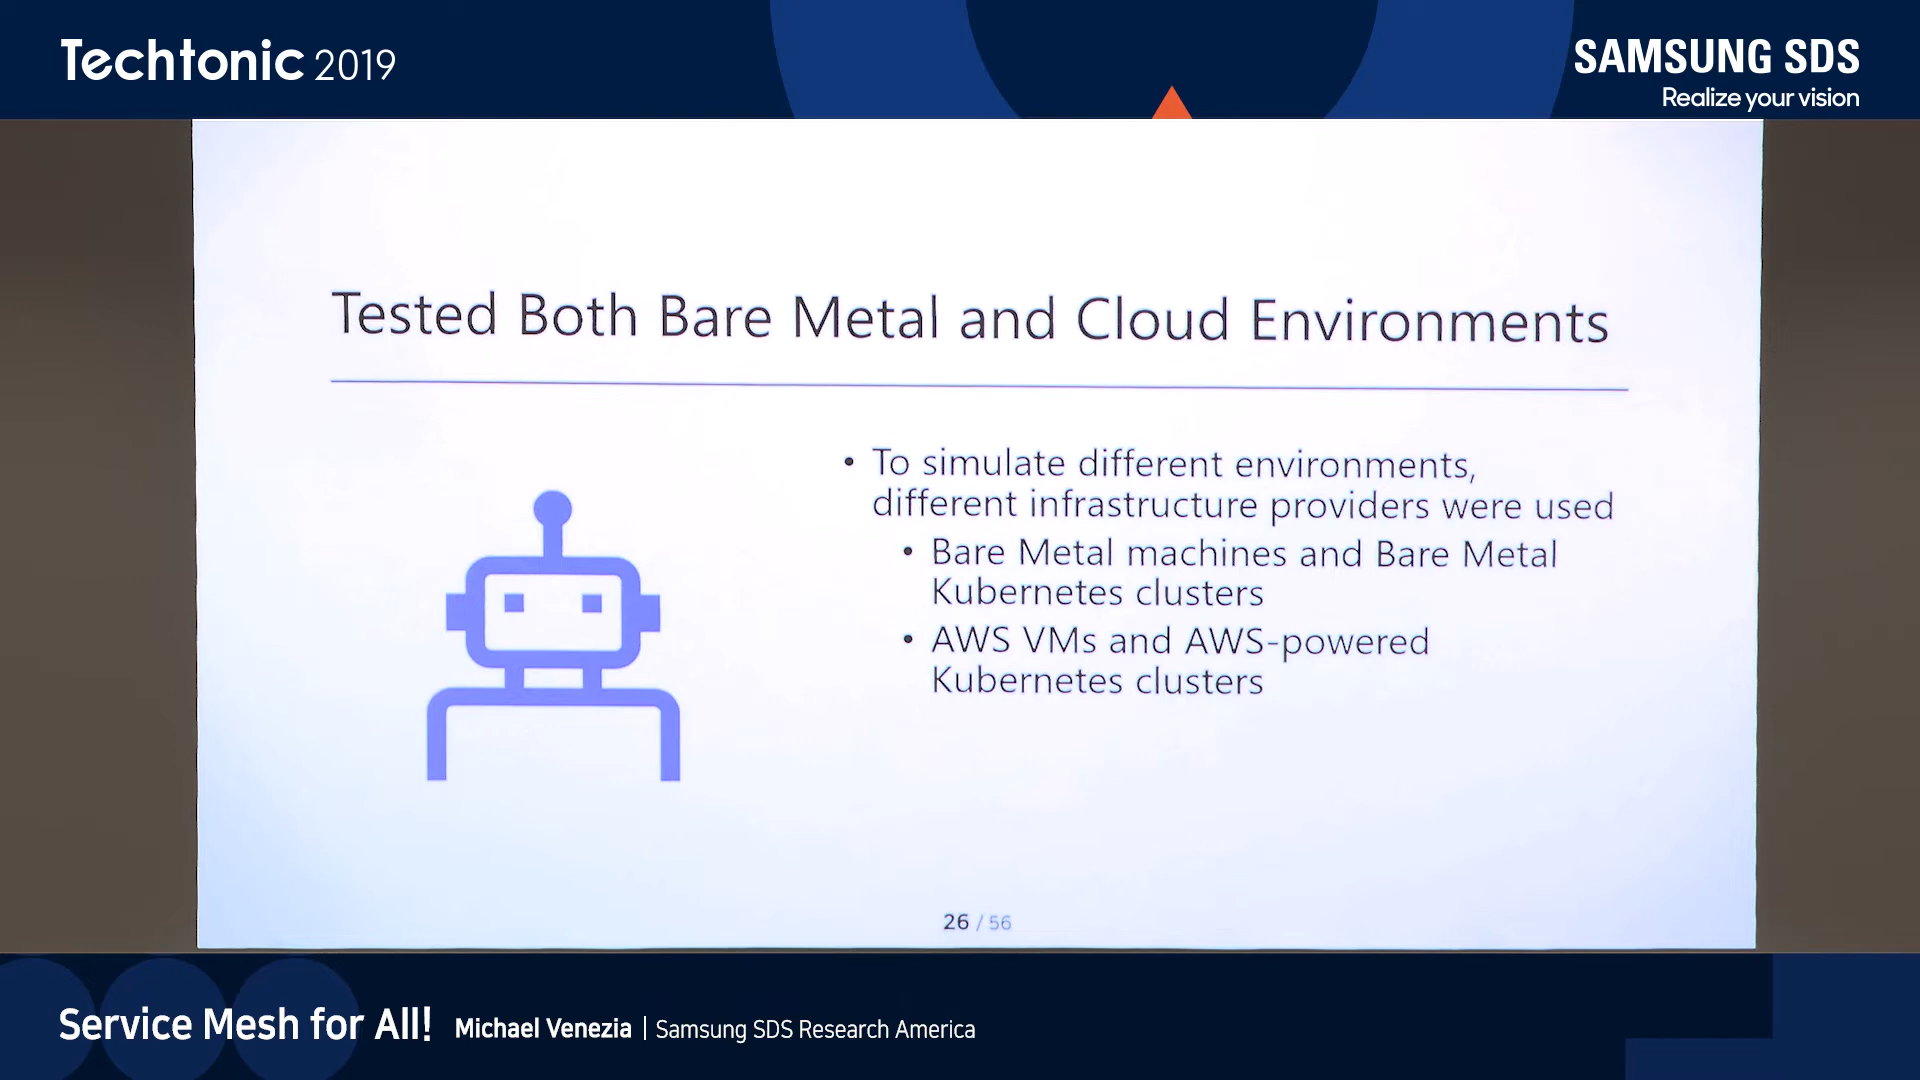 Techtonic 2019
SAMSUNG SDS
Realize your vision
Tested Both Bare Metal and Cloud Environments
• To simulate different environments,
different infrastructure providers were used
• Bare Metal machines and Bare Metal
Kubernetes clusters
• AWS VMs and AWS-powered
Kubernetes clusters
26 / 56
Service Mesh for All! Michael Venezia | Samsung SDS Research America